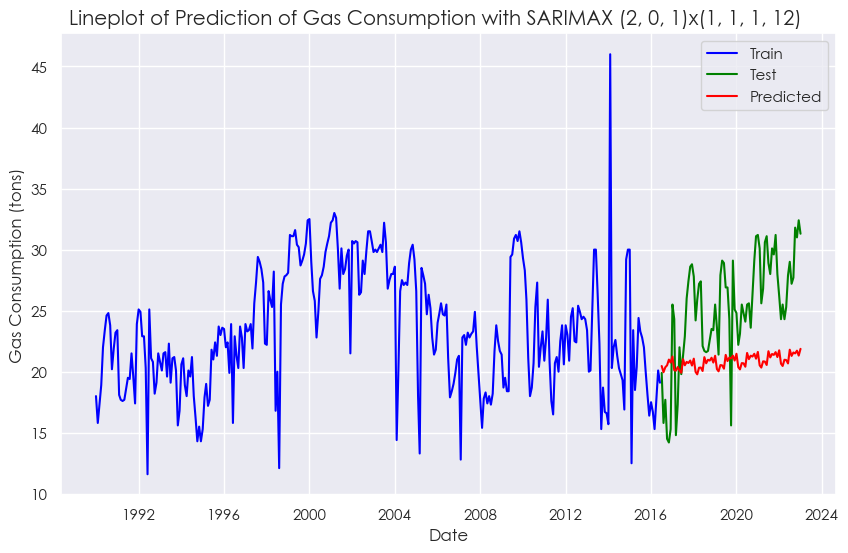 Lineplot of Prediction of Gas Consumption with SARIMAX (2, 0, 1)x(1, 1, 1, 12)
Train
Test
Predicted
Gas Consumption (tons)
45
40
35
30
25
20
15
10
1992
1996
2000
2004
2008
2012
2016
2020
2024
Date